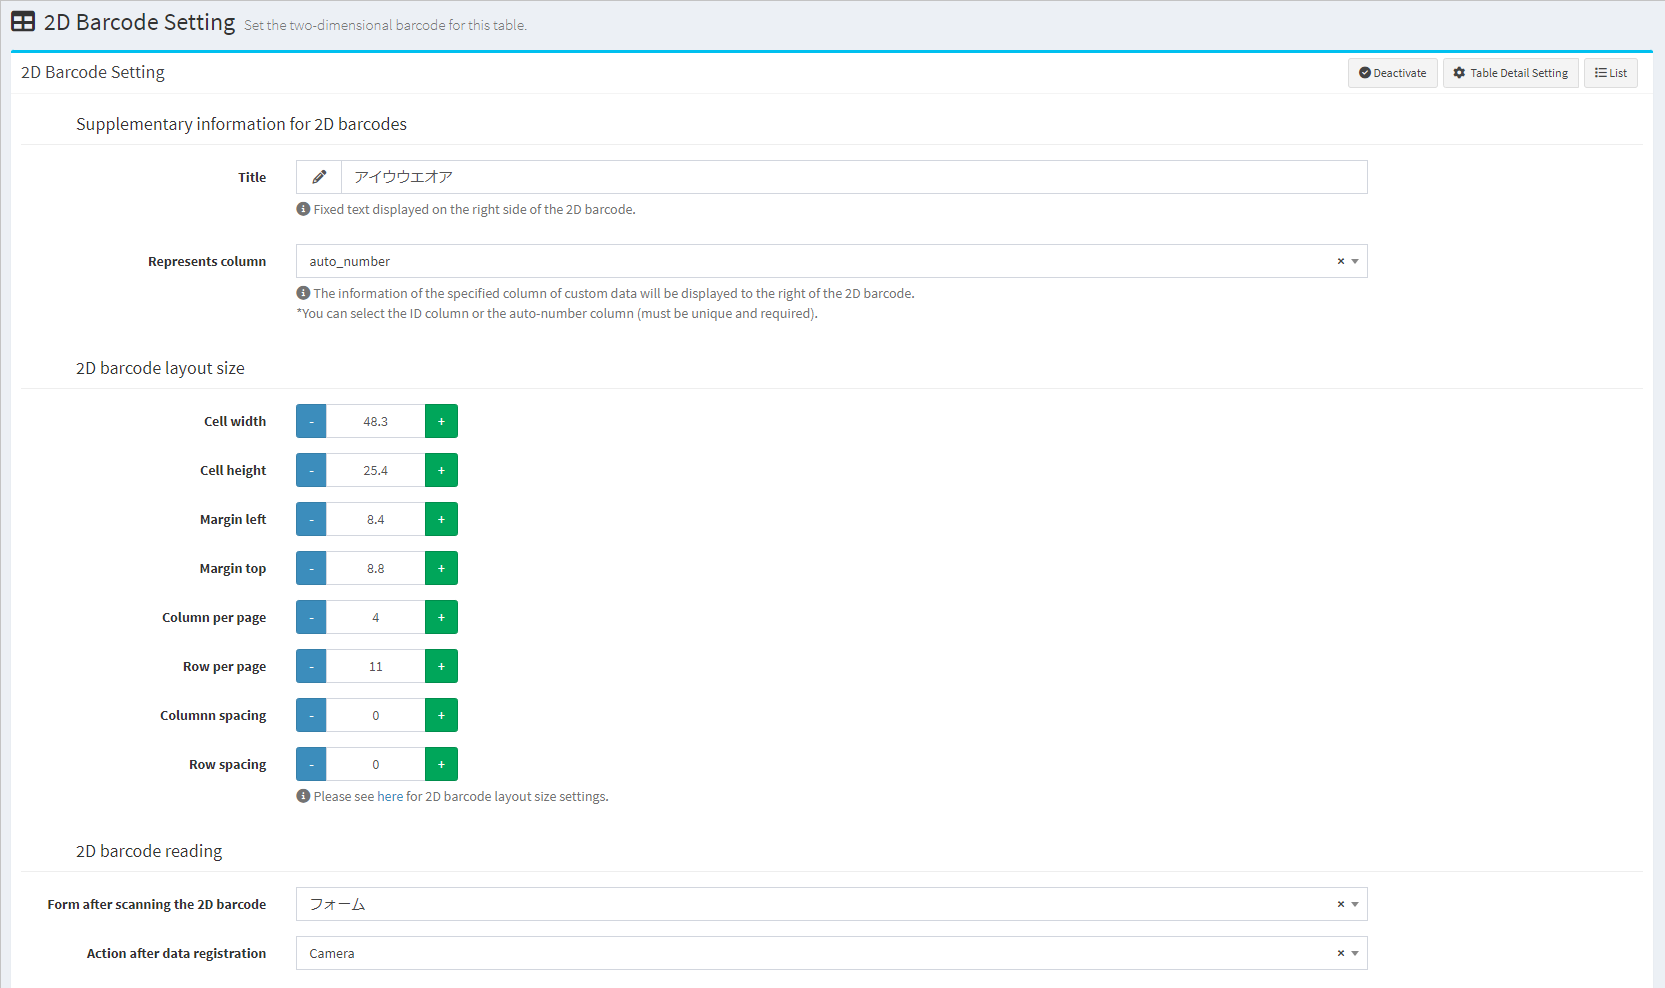 2D Barcode Setting Set the two-dimensional barcode for this table.
2D Barcode Setting Deactivate Table Detail Setting List
Supplementary information for 2D barcodes
Title アイウウエオア
Fixed text displayed on the right side of the 2D barcode.
Represents column auto_number × 
The information of the specified column of custom data will be displayed to the right of the 2D barcode.
*You can select the ID column or the auto-number column (must be unique and required).
2D barcode layout size
Cell width - 48.3 +
Cell height - 25.4 +
Margin left - 8.4 +
Margin top - 8.8 +
Column per page - 4 +
Row per page - 11 +
Columnn spacing - 0 +
Row spacing - 0 +
Please see here for 2D barcode layout size settings.
2D barcode reading
Form after scanning the 2D barcode フォーム ×
Action after data registration Camera ×